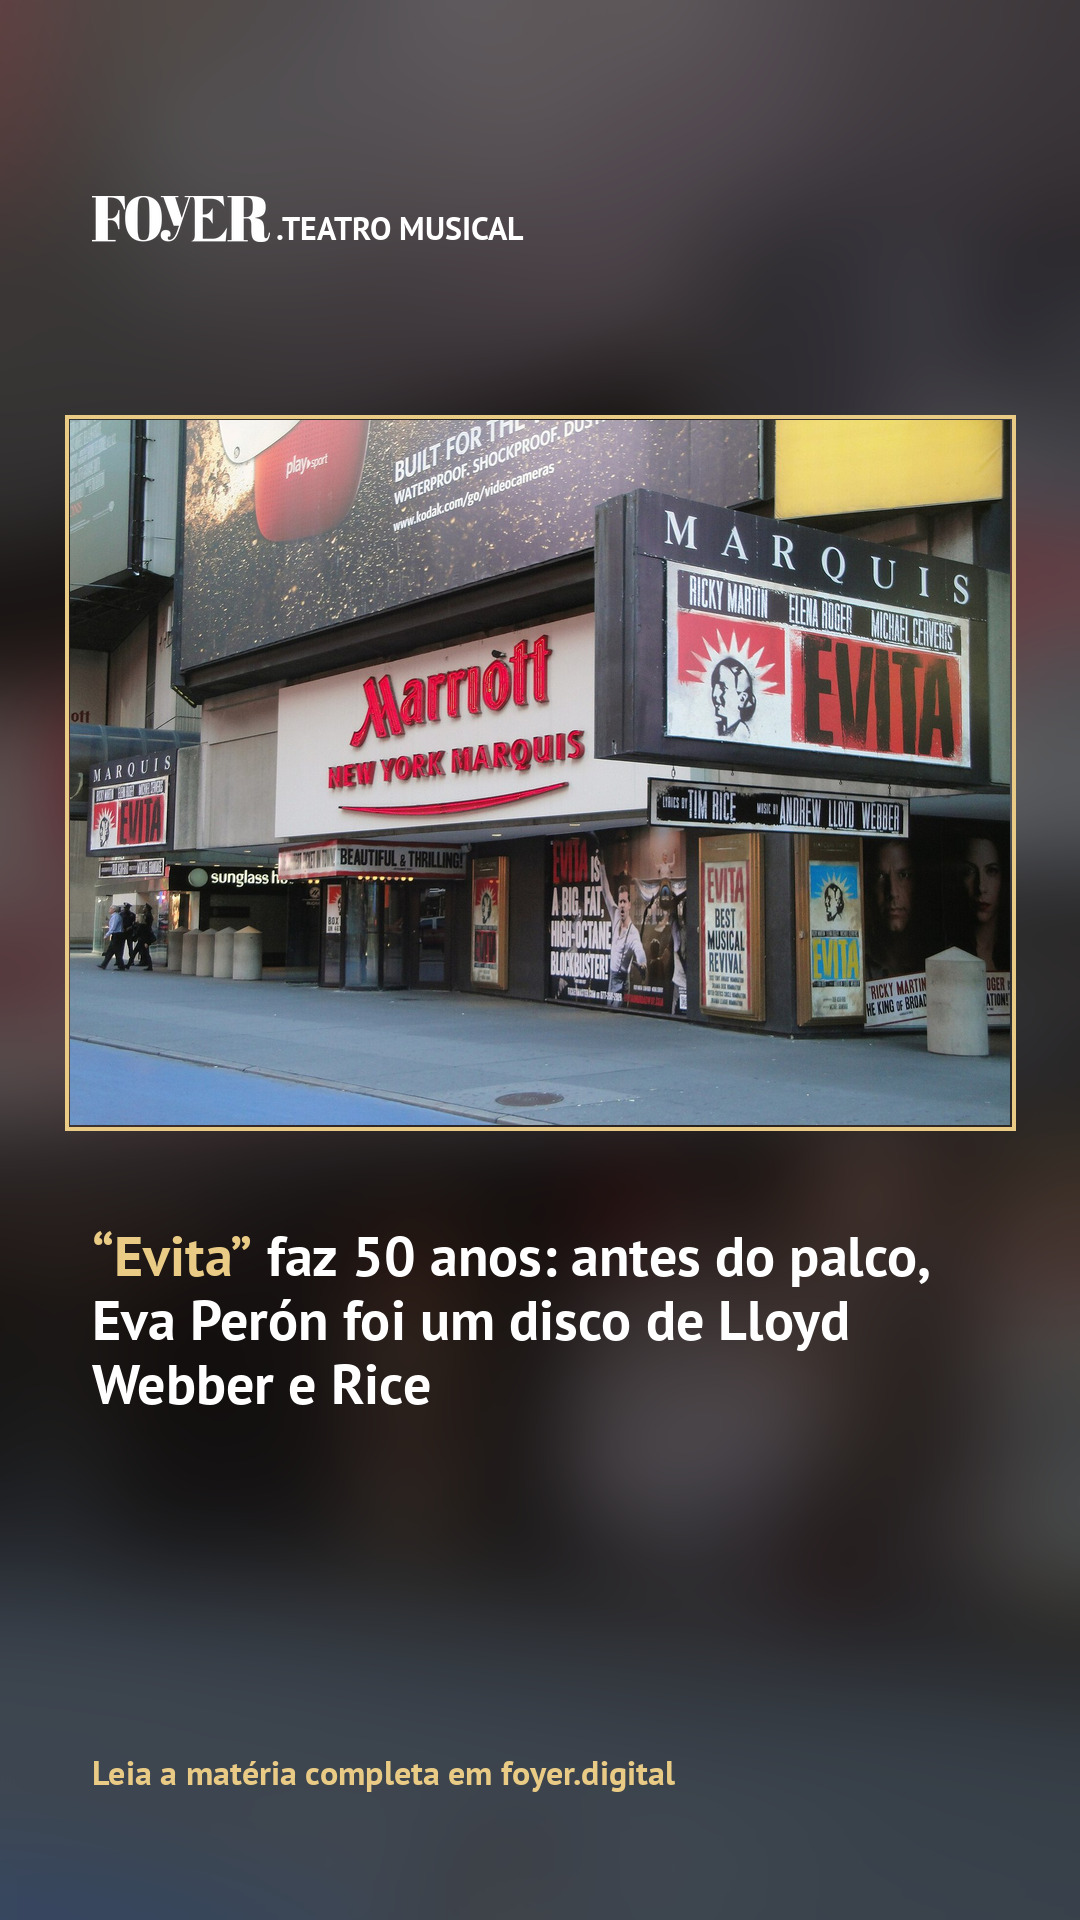 FOYER .TEATRO MUSICAL
play sport
BUILT FOR THE
WATERPROOF. SHOCKPROOF.
www.kodak.com/go/videocameras
MARQUIS
RICKY MARTIN ELENA ROGER MICHAEL CERVERIS
EVITA
LYRICS BY TIM RICE MUSIC BY ANDREW LLOYD WEBBER
Marriott
NEW YORK MARQUIS
MARQUIS
EVITA
"BEAUTIFUL & THRILLING!"
sunglass
EVITA IS
A BIG, FAT,
HIGH-OCTANE
BLOCKBUSTER!
EVITA
BEST
MUSICAL
REVIVAL
EVITA
"RICKY MARTIN
“Evita” faz 50 anos: antes do palco,
Eva Perón foi um disco de Lloyd
Webber e Rice
Leia a matéria completa em foyer.digital